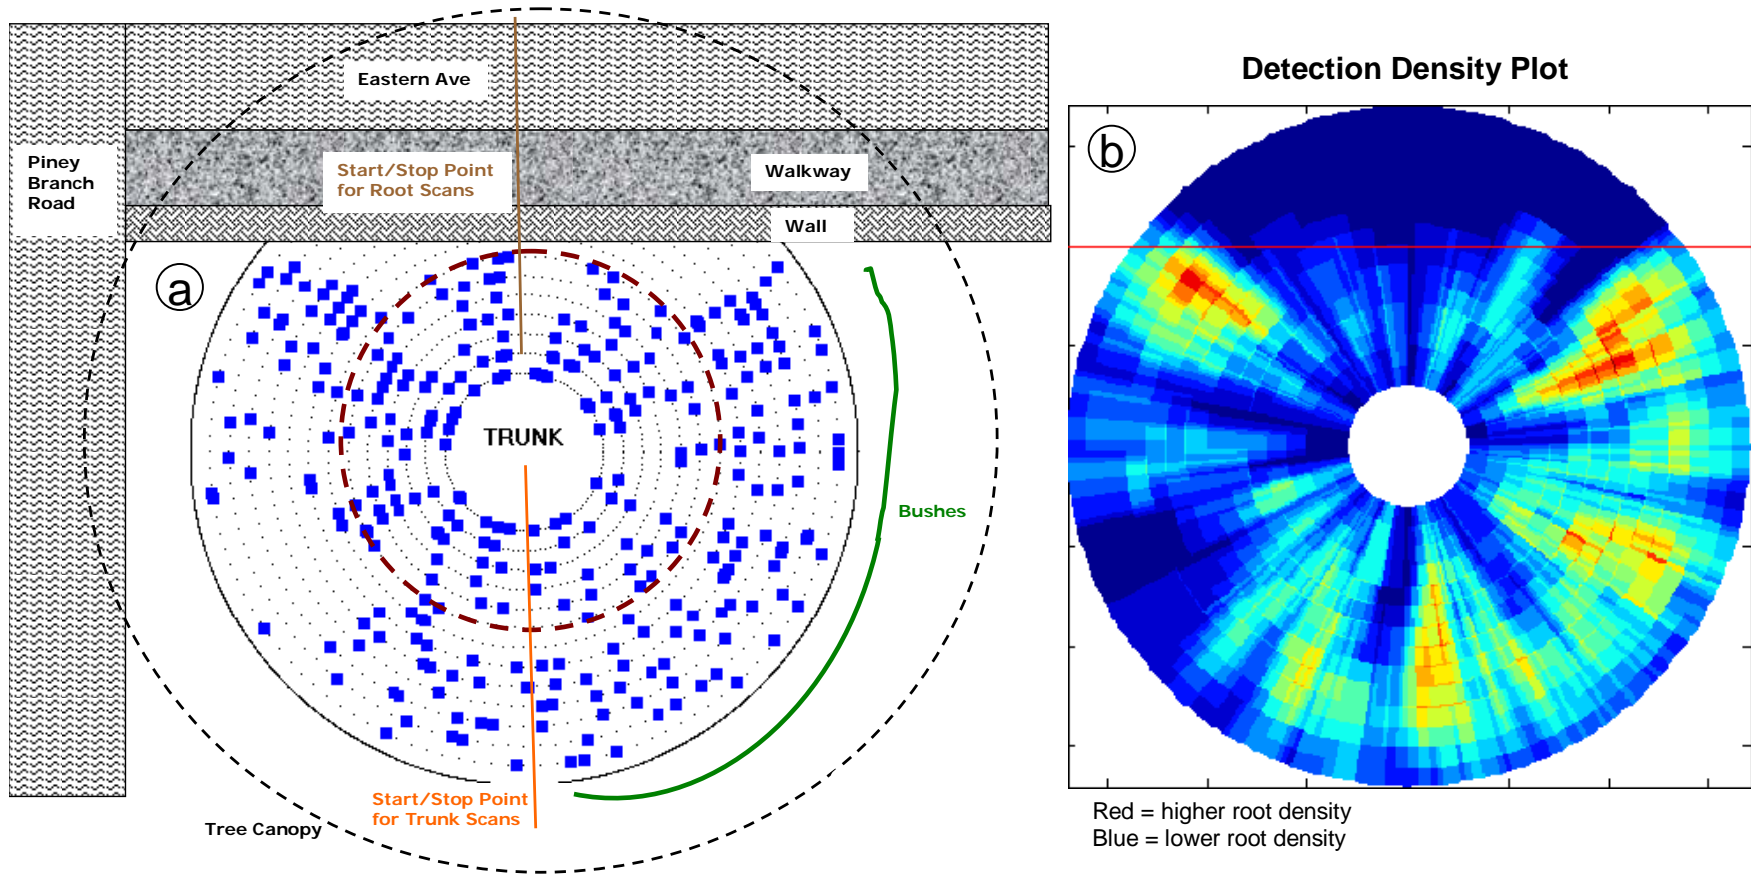 Eastern Ave
Piney
Branch
Road
Start/Stop Point
for Root Scans
Walkway
Wall
a
TRUNK
Bushes
Start/Stop Point
for Trunk Scans
Tree Canopy
Detection Density Plot
b
Red = higher root density
Blue = lower root density